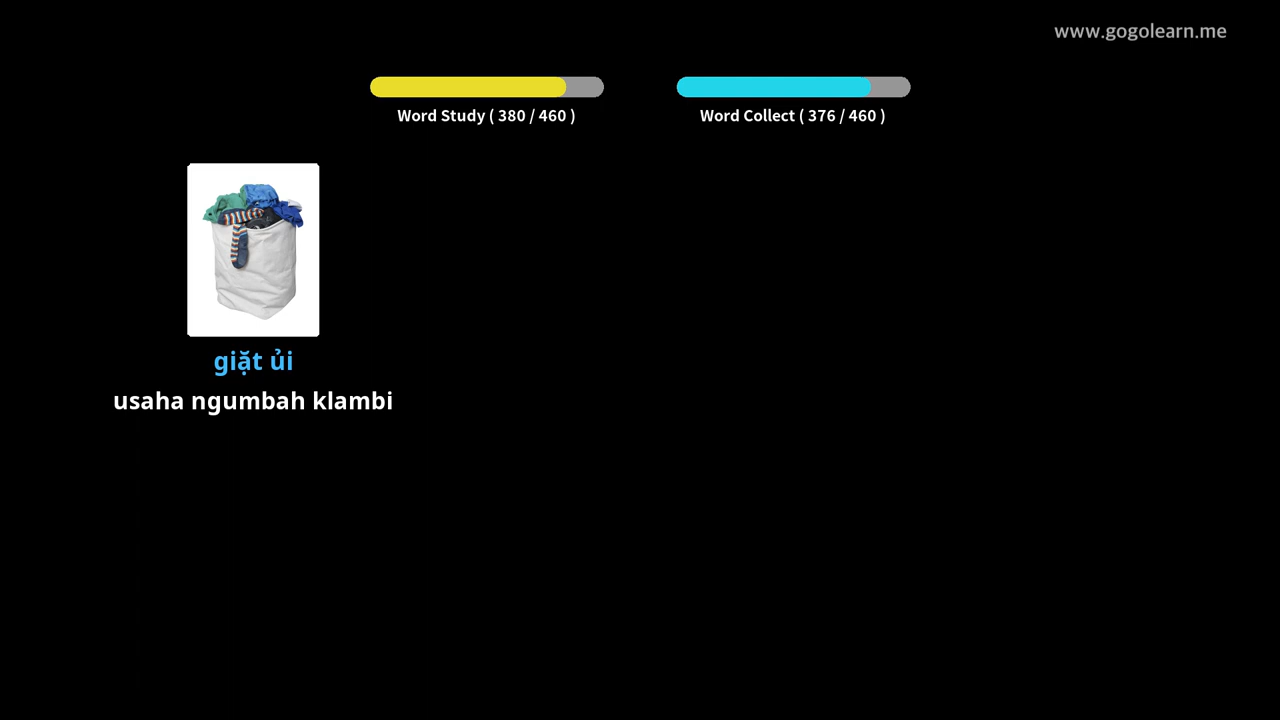 www.gogolearn.me
Word Study ( 380 / 460 )
Word Collect ( 376 / 460 )
giặt ủi
usaha ngumbah klambi